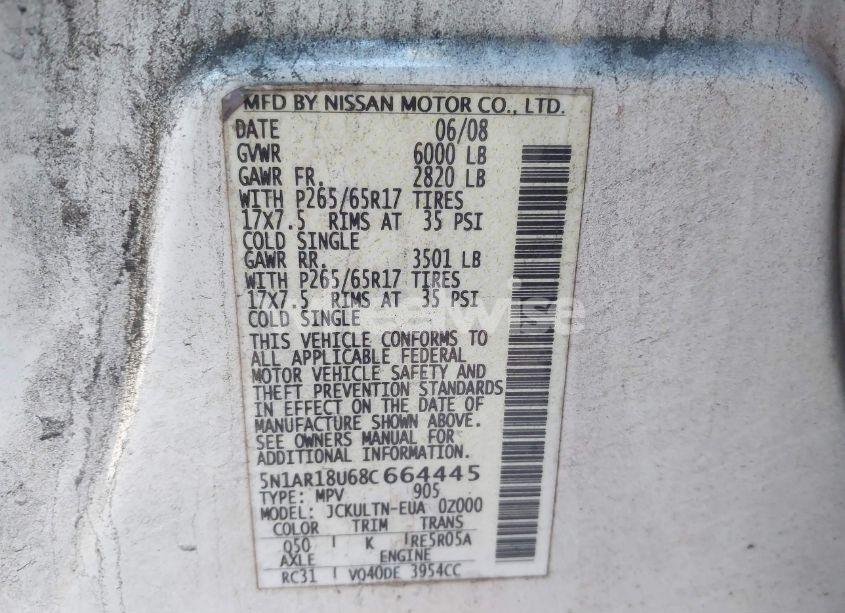 MFD BY NISSAN MOTOR CO., LTD.
DATE 06/08
GVWR 6000 LB
GAWR FR. 2820 LB
WITH P265/65R17 TIRES
17X7.5 RIMS AT 35 PSI
COLD SINGLE
GAWR RR. 3501 LB
WITH P265/65R17 TIRES
17X7.5 RIMS AT 35 PSI
COLD SINGLE
THIS VEHICLE CONFORMS TO
ALL APPLICABLE FEDERAL
MOTOR VEHICLE SAFETY AND
THEFT PREVENTION STANDARDS
IN EFFECT ON THE DATE OF
MANUFACTURE SHOWN ABOVE.
SEE OWNERS MANUAL FOR
ADDITIONAL INFORMATION
5N1AR18U68C 664445
TYPE: MPV 905
MODEL: JCKULTN-EUA 0Z000
COLOR TRIM TRANS
Q50 K RE5R05A
AXLE ENGINE
RC31 VQ40DE 3954CC